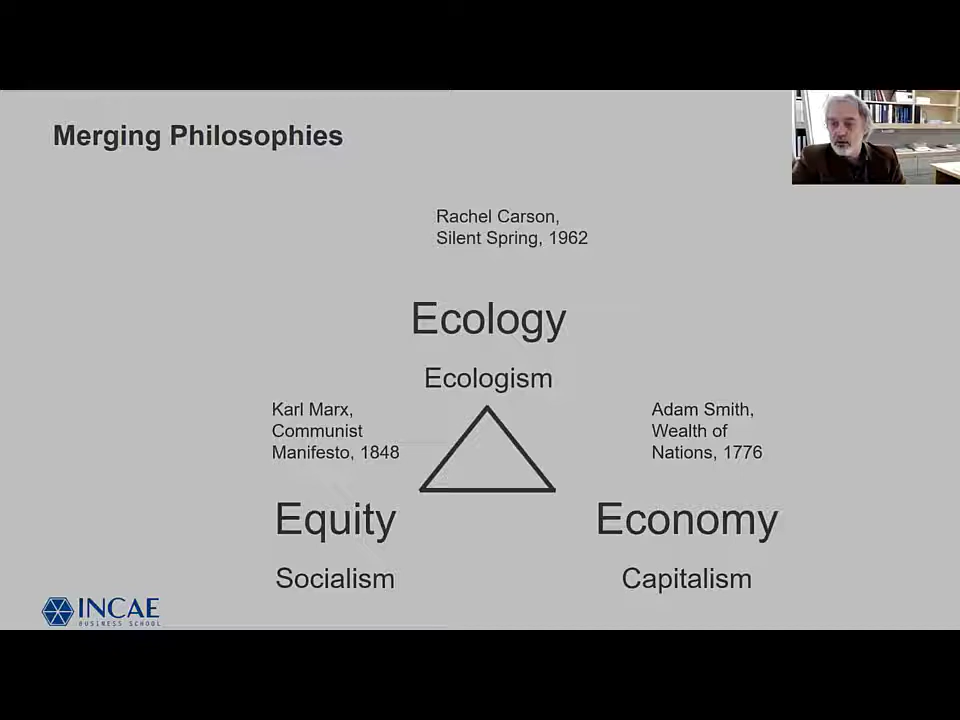 Merging Philosophies
Rachel Carson,
Silent Spring, 1962
Ecology
Ecologism
Karl Marx,
Communist
Manifesto, 1848
Adam Smith,
Wealth of
Nations, 1776
Equity
Economy
Socialism
Capitalism
INCAE
BUSINESS SCHOOL